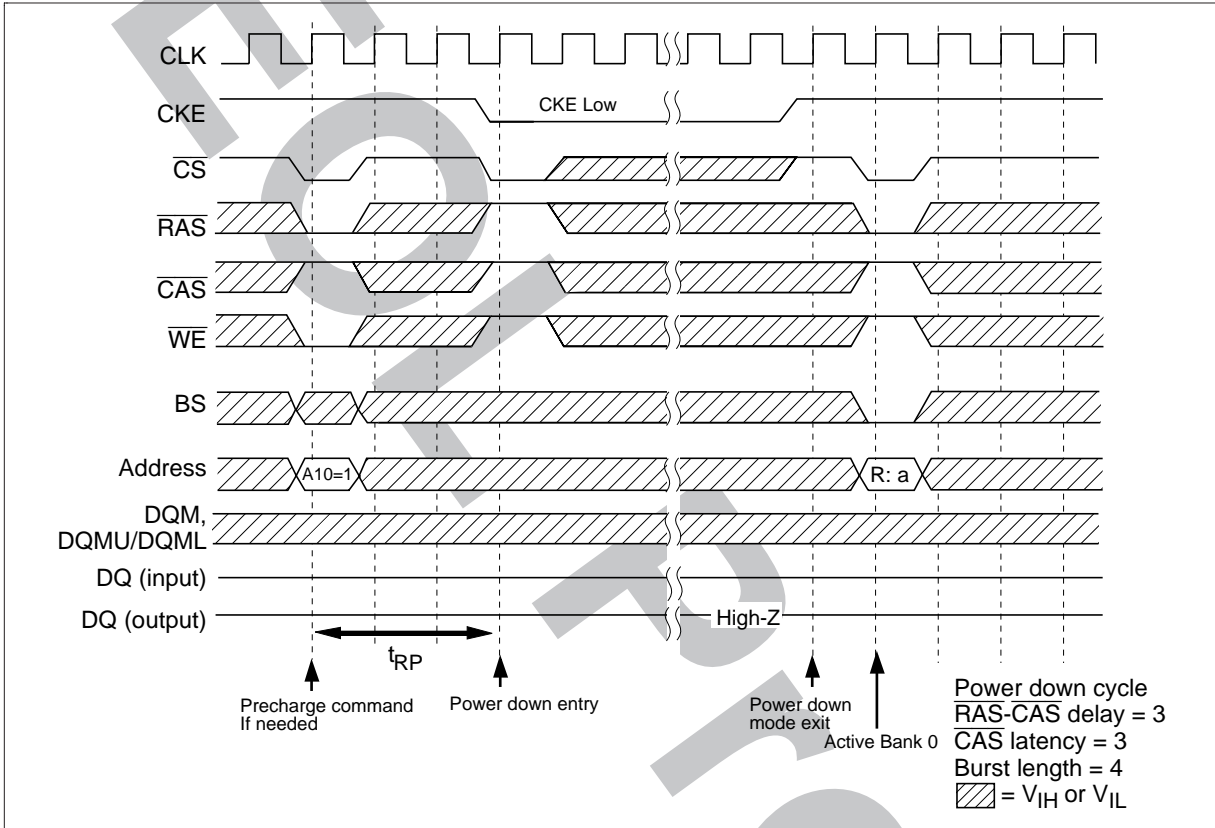 CLK
CKE
CKE Low
CS
RAS
CAS
WE
BS
Address
A10=1
R: a
DQM,
DQMU/DQML
DQ (input)
DQ (output)
High-Z
tRP
Precharge command
If needed
Power down entry
Power down
mode exit
Active Bank 0
Power down cycle
RAS-CAS delay = 3
CAS latency = 3
Burst length = 4
= VIH or VIL